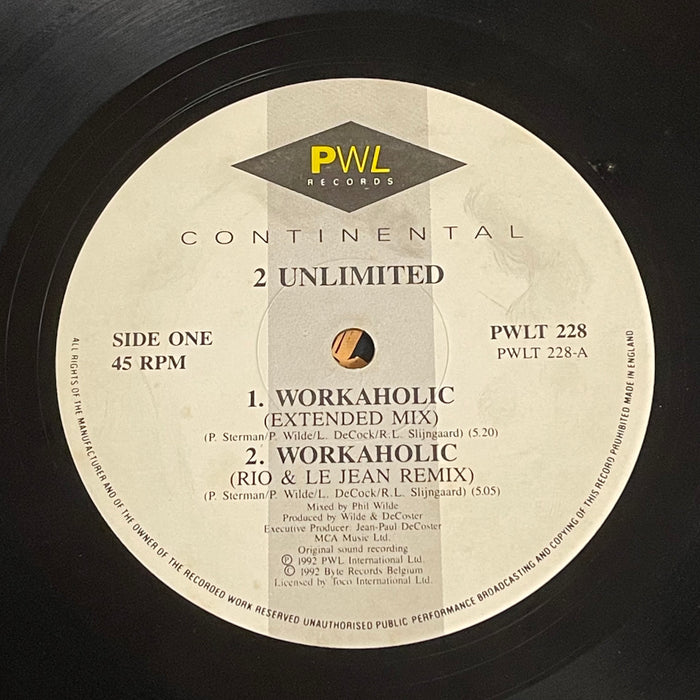 PWL
RECORDS
CONTINENTAL
2 UNLIMITED
SIDE ONE
45 RPM
PWLT 228
PWLT 228-A
1. WORKAHOLIC
(EXTENDED MIX)
(P. Sterman/P. Wilde/L. DeCock/R.L. Slijngaard) (5.20)
2. WORKAHOLIC
(RIO & LE JEAN REMIX)
(P. Sterman/P. Wilde/L. DeCock/R.L. Slijngaard) (5.05)
Mixed by Phil Wilde
Produced by Wilde & DeCoster
Executive Producer: Jean-Paul DeCoster
MCA Music Ltd.
Original sound recording
Ⓟ 1992 PWL International Ltd.
© 1992 Byte Records Belgium
Licensed by Toco International Ltd.
ALL RIGHTS OF THE MANUFACTURER AND OF THE OWNER OF THE RECORDED WORK RESERVED UNAUTHORISED PUBLIC PERFORMANCE BROADCASTING AND COPYING OF THIS RECORD PROHIBITED MADE IN ENGLAND